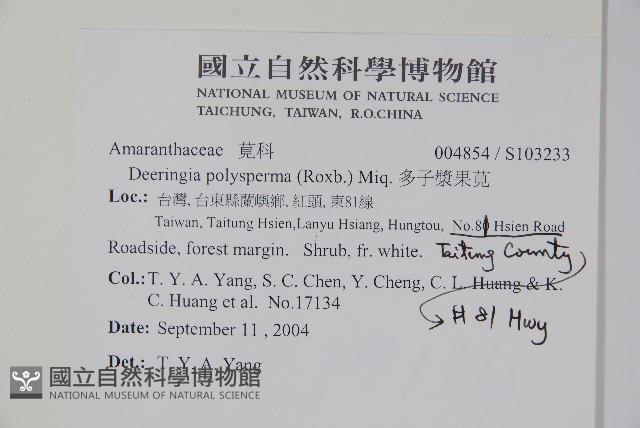 國立自然科學博物館
NATIONAL MUSEUM OF NATURAL SCIENCE
TAICHUNG, TAIWAN, R.O.CHINA
Amaranthaceae 莧科 004854 / S103233
Deeringia polysperma (Roxb.) Miq. 多子漿果莧
Loc.: 台灣, 台東縣蘭嶼鄉, 紅頭, 東81線
Taiwan, Taitung Hsien, Lanyu Hsiang, Hungtou, No.81 Hsien Road
Roadside, forest margin. Shrub, fr. white. Taitung County
Col.: T. Y. A. Yang, S. C. Chen, Y. Cheng, C. L. Huang & K.
C. Huang et al. No.17134 # 81 Hwy
Date: September 11 , 2004
Det.: T. Y. A. Yang
國立自然科學博物館
NATIONAL MUSEUM OF NATURAL SCIENCE